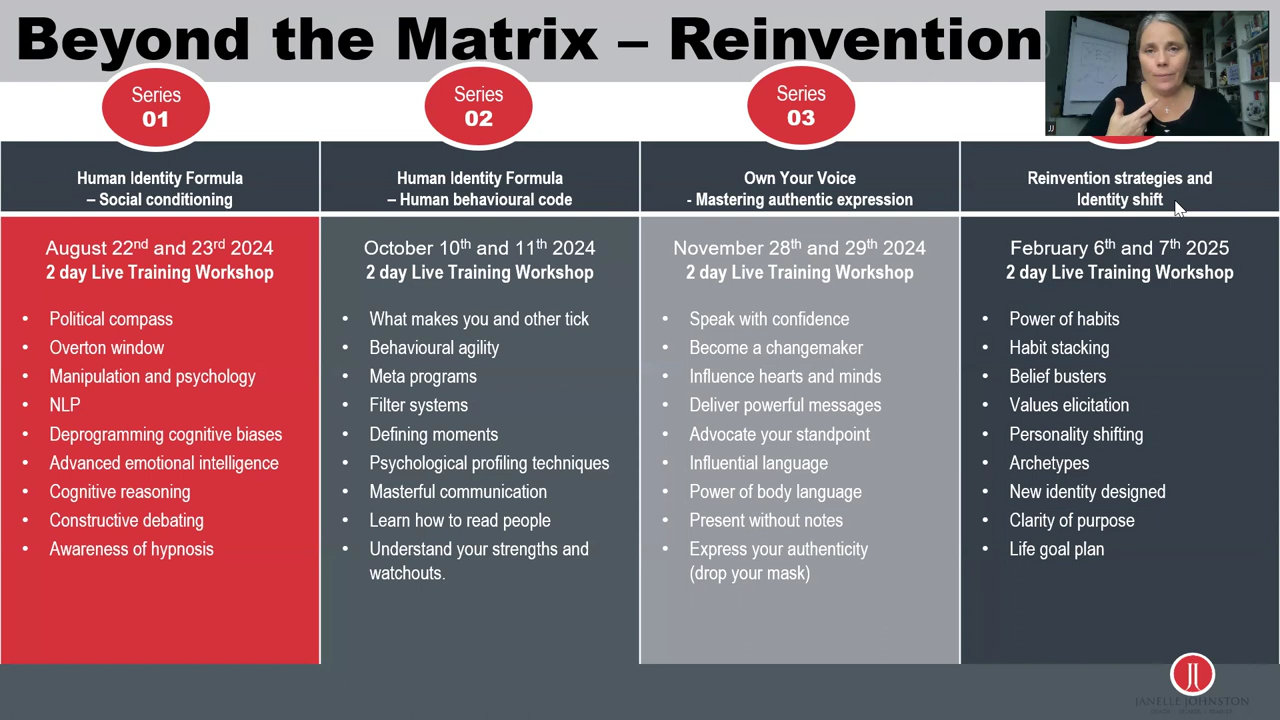 Beyond the Matrix – Reinvention
Series
01
Human Identity Formula
– Social conditioning
August 22nd and 23rd 2024
2 day Live Training Workshop
• Political compass
• Overton window
• Manipulation and psychology
• NLP
• Deprogramming cognitive biases
• Advanced emotional intelligence
• Cognitive reasoning
• Constructive debating
• Awareness of hypnosis
Series
02
Human Identity Formula
– Human behavioural code
October 10th and 11th 2024
2 day Live Training Workshop
• What makes you and other tick
• Behavioural agility
• Meta programs
• Filter systems
• Defining moments
• Psychological profiling techniques
• Masterful communication
• Learn how to read people
• Understand your strengths and
watchouts.
Series
03
Own Your Voice
- Mastering authentic expression
November 28th and 29th 2024
2 day Live Training Workshop
• Speak with confidence
• Become a changemaker
• Influence hearts and minds
• Deliver powerful messages
• Advocate your standpoint
• Influential language
• Power of body language
• Present without notes
• Express your authenticity
(drop your mask)
Reinvention strategies and
Identity shift
February 6th and 7th 2025
2 day Live Training Workshop
• Power of habits
• Habit stacking
• Belief busters
• Values elicitation
• Personality shifting
• Archetypes
• New identity designed
• Clarity of purpose
• Life goal plan
JJ
JANELLE JOHNSTON